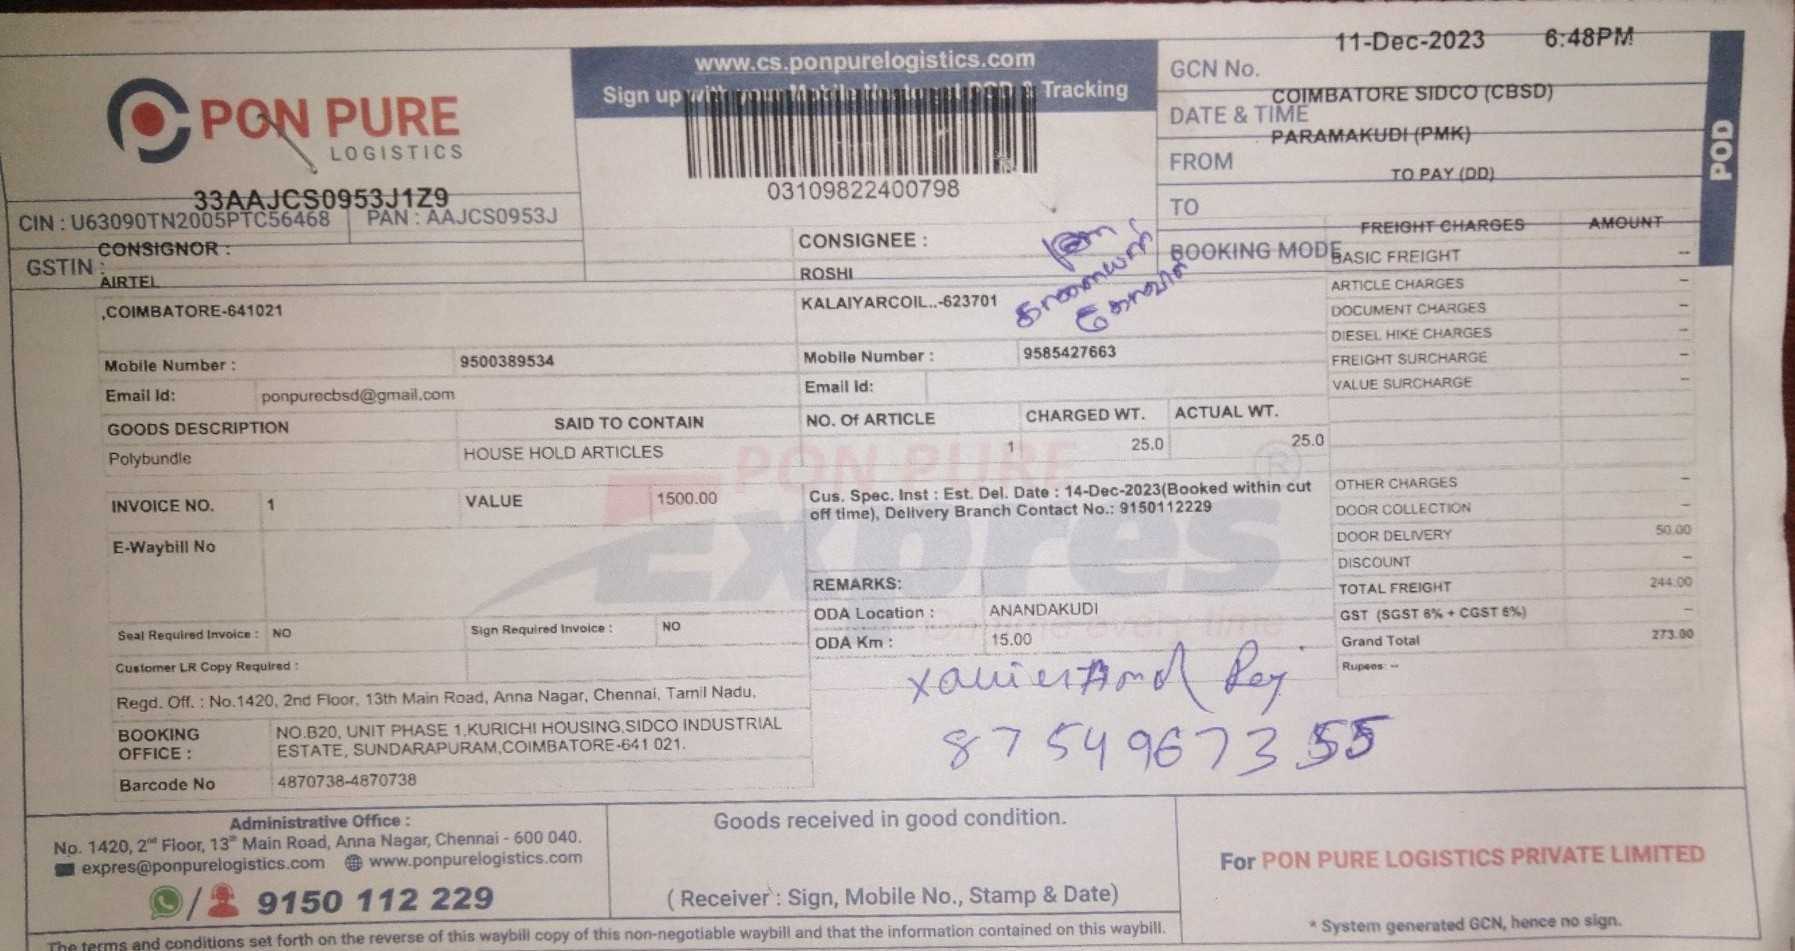 11-Dec-2023 6:48PM
www.cs.ponpurelogistics.com
Sign up with your Mobile No. to get POD & Tracking
GCN No.
COIMBATORE SIDCO (CBSD)
DATE & TIME
PARAMAKUDI (PMK)
FROM
TO PAY (DD)
TO
BOOKING MODE
POD
PON PURE
LOGISTICS
33AAJCS0953J1Z9
CIN : U63090TN2005PTC56468 PAN : AAJCS0953J
GSTIN :
03109822400798
CONSIGNOR :
AIRTEL
,COIMBATORE-641021
Mobile Number : 9500389534
Email Id: ponpurecbsd@gmail.com
CONSIGNEE :
ROSHI
KALAIYARCOIL..-623701
Mobile Number : 9585427663
Email Id:
FREIGHT CHARGES AMOUNT
BASIC FREIGHT --
ARTICLE CHARGES --
DOCUMENT CHARGES --
DIESEL HIKE CHARGES --
FREIGHT SURCHARGE --
VALUE SURCHARGE --
GOODS DESCRIPTION SAID TO CONTAIN NO. Of ARTICLE CHARGED WT. ACTUAL WT.
Polybundle HOUSE HOLD ARTICLES 1 25.0 25.0
PON PURE
Expres
INVOICE NO. 1 VALUE 1500.00
Cus. Spec. Inst : Est. Del. Date : 14-Dec-2023(Booked within cut
off time), Delivery Branch Contact No.: 9150112229
E-Waybill No
REMARKS:
ODA Location : ANANDAKUDI
ODA Km : 15.00
OTHER CHARGES --
DOOR COLLECTION --
DOOR DELIVERY 50.00
DISCOUNT --
TOTAL FREIGHT 244.00
GST (SGST 6% + CGST 6%) --
Grand Total 273.00
Rupees: --
Seal Required Invoice : NO Sign Required Invoice : NO
Customer LR Copy Required :
Regd. Off. : No.1420, 2nd Floor, 13th Main Road, Anna Nagar, Chennai, Tamil Nadu,
BOOKING OFFICE :
NO.B20, UNIT PHASE 1,KURICHI HOUSING,SIDCO INDUSTRIAL
ESTATE, SUNDARAPURAM,COIMBATORE-641 021.
Barcode No 4870738-4870738
8754967355
Administrative Office :
No. 1420, 2nd Floor, 13th Main Road, Anna Nagar, Chennai - 600 040.
expres@ponpurelogistics.com www.ponpurelogistics.com
9150 112 229
Goods received in good condition.
( Receiver : Sign, Mobile No., Stamp & Date)
For PON PURE LOGISTICS PRIVATE LIMITED
* System generated GCN, hence no sign.
The terms and conditions set forth on the reverse of this waybill copy of this non-negotiable waybill and that the information contained on this waybill.